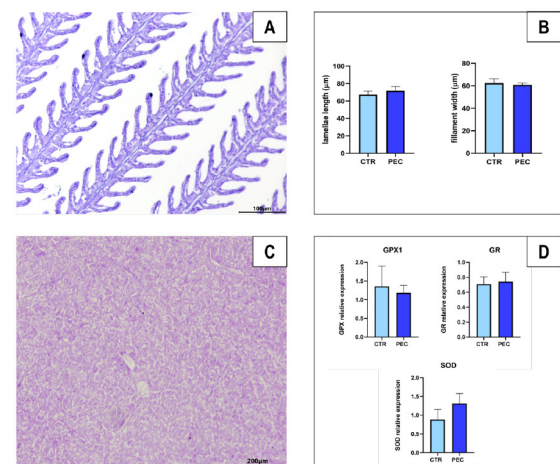 A
100µm
B
lamellae length (µm)
100
80
60
40
20
0
CTR PEC
fillament width (µm)
80
60
40
20
0
CTR PEC
C
200µm
D
GPX1
GPX relative expression
2.0
1.5
1.0
0.5
0.0
CTR PEC
GR
GR relative expression
1.0
0.8
0.6
0.4
0.2
0.0
CTR PEC
SOD
SOD relative expression
2.0
1.5
1.0
0.5
0.0
CTR PEC